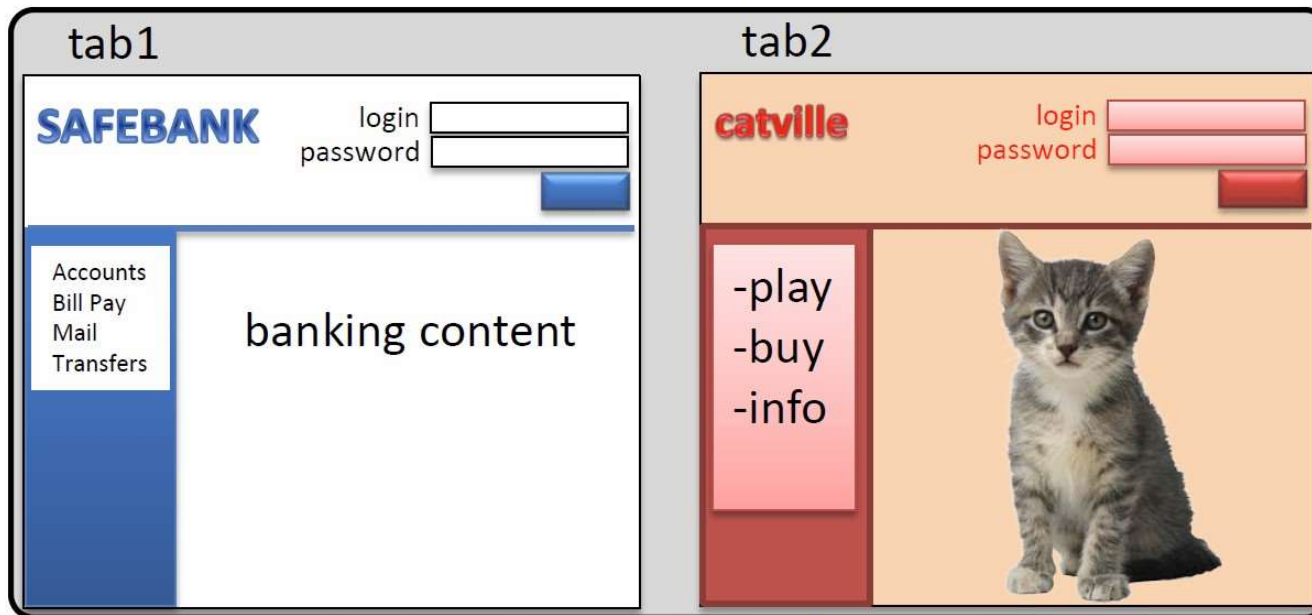 tab1
SAFEBANK
login
password
Accounts
Bill Pay
Mail
Transfers
banking content
tab2
catville
login
password
-play
-buy
-info